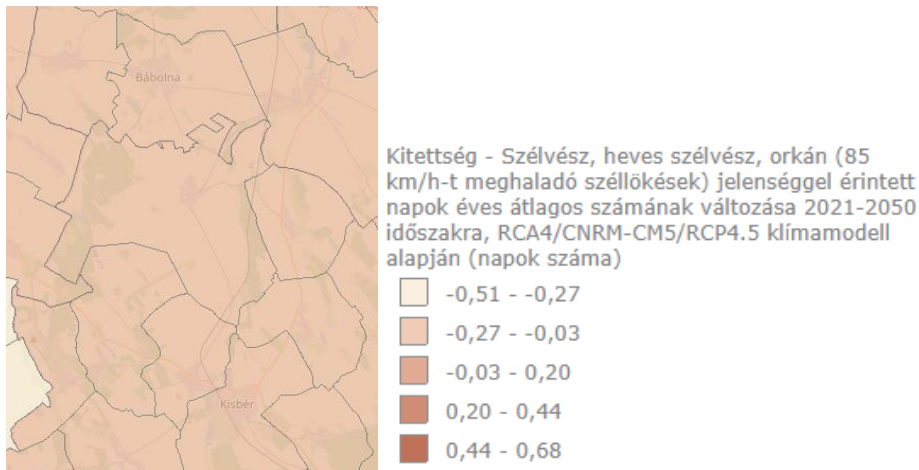 Bábolna
Kisbér
Kitettség - Szélvész, heves szélvész, orkán (85
km/h-t meghaladó széllökések) jelenséggel érintett
napok éves átlagos számának változása 2021-2050
időszakra, RCA4/CNRM-CM5/RCP4.5 klímamodell
alapján (napok száma)
-0,51 - -0,27
-0,27 - -0,03
-0,03 - 0,20
0,20 - 0,44
0,44 - 0,68